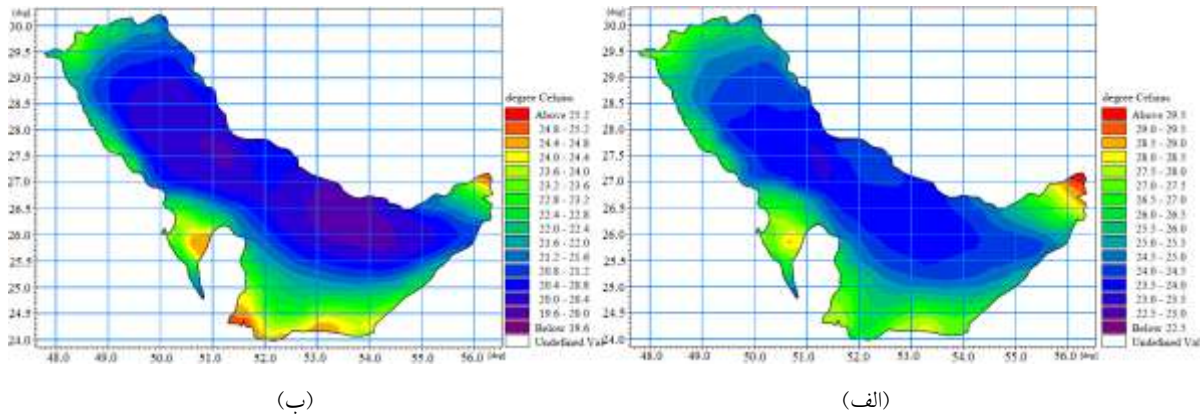 [deg]
30.0
29.5
29.0
28.5
28.0
27.5
27.0
26.5
26.0
25.5
25.0
24.5
24.0
48.0 49.0 50.0 51.0 52.0 53.0 54.0 55.0 56.0 [deg]
degree Celsius
Above 25.2
24.8 - 25.2
24.4 - 24.8
24.0 - 24.4
23.6 - 24.0
23.2 - 23.6
22.8 - 23.2
22.4 - 22.8
22.0 - 22.4
21.6 - 22.0
21.2 - 21.6
20.8 - 21.2
20.4 - 20.8
20.0 - 20.4
19.6 - 20.0
Below 19.6
Undefined Val
(ب)
[deg]
30.0
29.5
29.0
28.5
28.0
27.5
27.0
26.5
26.0
25.5
25.0
24.5
24.0
48.0 49.0 50.0 51.0 52.0 53.0 54.0 55.0 56.0 [deg]
degree Celsius
Above 29.5
29.0 - 29.5
28.5 - 29.0
28.0 - 28.5
27.5 - 28.0
27.0 - 27.5
26.5 - 27.0
26.0 - 26.5
25.5 - 26.0
25.0 - 25.5
24.5 - 25.0
24.0 - 24.5
23.5 - 24.0
23.0 - 23.5
22.5 - 23.0
Below 22.5
Undefined Val
(الف)